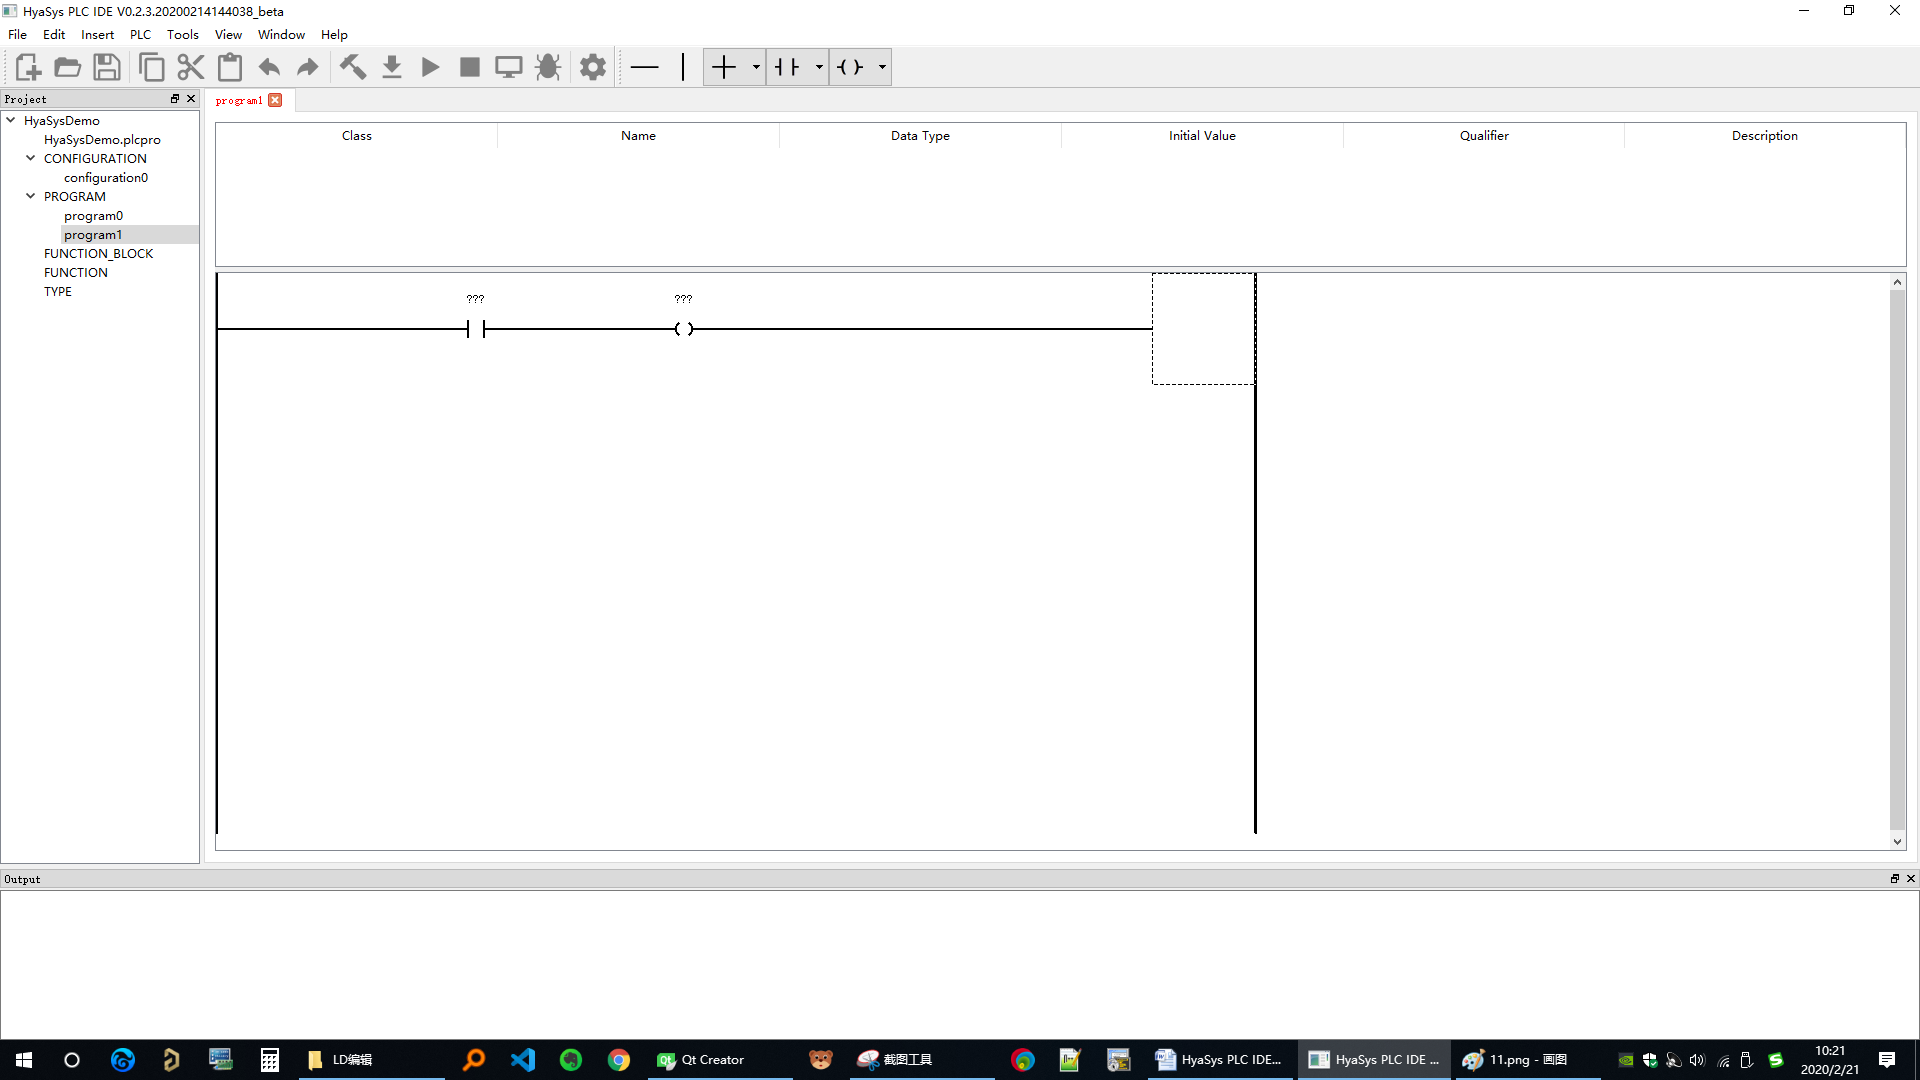 HyaSys PLC IDE V0.2.3.20200214144038_beta
File Edit Insert PLC Tools View Window Help
Project
HyaSysDemo
HyaSysDemo.plcpro
CONFIGURATION
configuration0
PROGRAM
program0
program1
FUNCTION_BLOCK
FUNCTION
TYPE
program1
Class Name Data Type Initial Value Qualifier Description
??? ???
Output
LD编辑
Qt Creator
截图工具
HyaSys PLC IDE...
HyaSys PLC IDE ...
11.png - 画图
10:21
2020/2/21